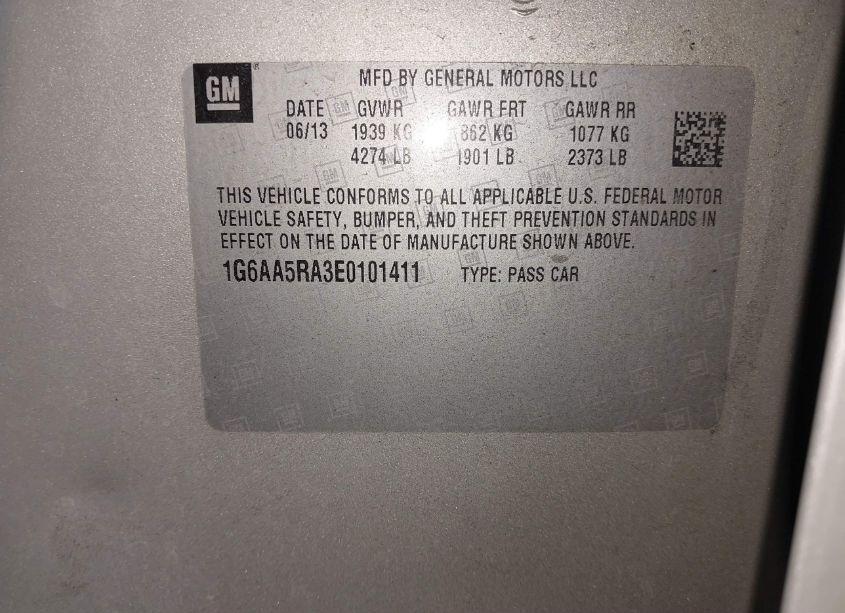 GM
MFD BY GENERAL MOTORS LLC
DATE GVWR GAWR FRT GAWR RR
06/13 1939 KG 862 KG 1077 KG
4274 LB 1901 LB 2373 LB
THIS VEHICLE CONFORMS TO ALL APPLICABLE U.S. FEDERAL MOTOR
VEHICLE SAFETY, BUMPER, AND THEFT PREVENTION STANDARDS IN
EFFECT ON THE DATE OF MANUFACTURE SHOWN ABOVE.
1G6AA5RA3E0101411 TYPE: PASS CAR